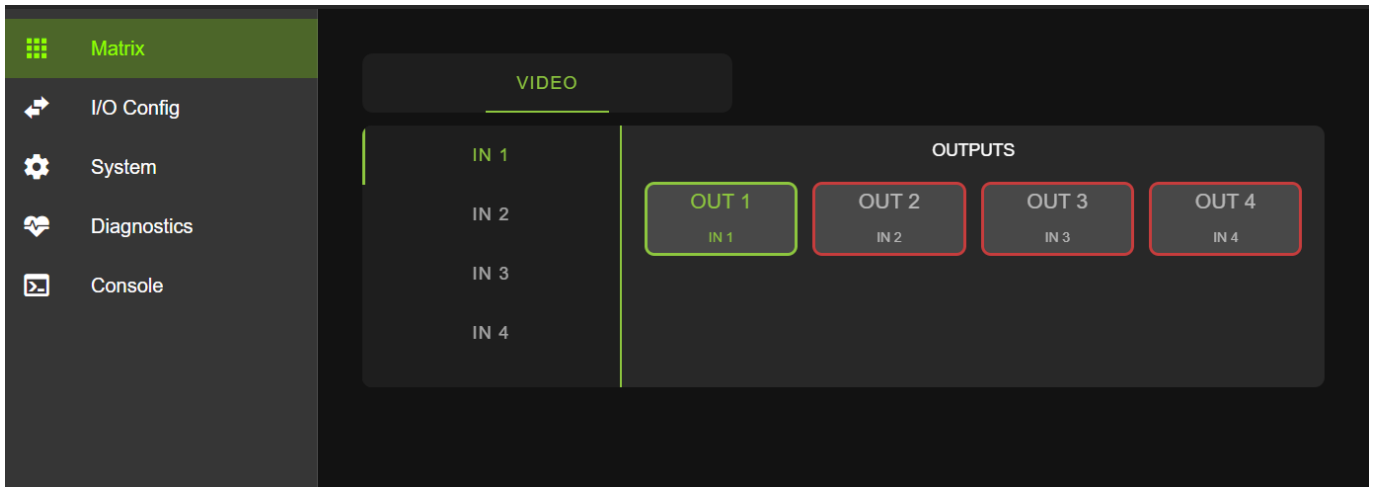 Matrix
I/O Config
System
Diagnostics
Console
VIDEO
IN 1
IN 2
IN 3
IN 4
OUTPUTS
OUT 1
IN 1
OUT 2
IN 2
OUT 3
IN 3
OUT 4
IN 4